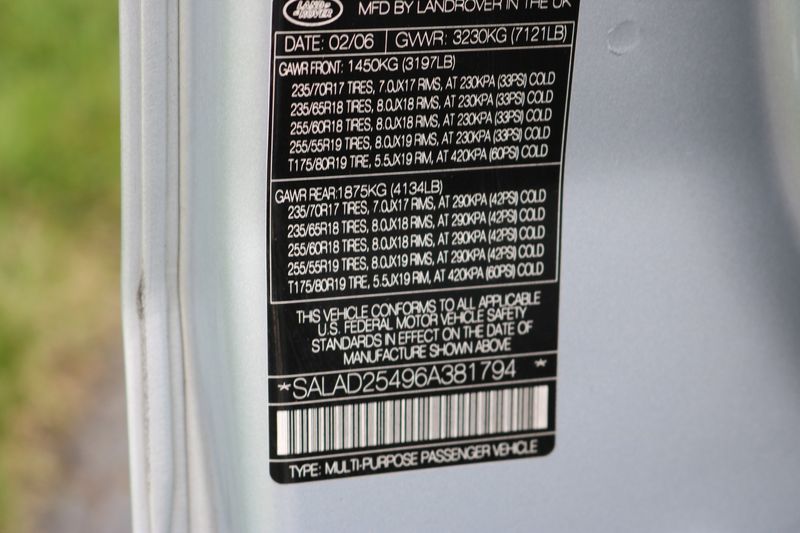 LAND ROVER
MFD BY LANDROVER IN THE UK
DATE: 02/06 GVWR: 3230KG (7121LB)
GAWR FRONT: 1450KG (3197LB)
235/70R17 TIRES, 7.0JX17 RIMS, AT 230KPA (33PSI) COLD
235/65R18 TIRES, 8.0JX18 RIMS, AT 230KPA (33PSI) COLD
255/60R18 TIRES, 8.0JX18 RIMS, AT 230KPA (33PSI) COLD
255/55R19 TIRES, 8.0JX19 RIMS, AT 230KPA (33PSI) COLD
T175/80R19 TIRE, 5.5JX19 RIM, AT 420KPA (60PSI) COLD
GAWR REAR: 1875KG (4134LB)
235/70R17 TIRES, 7.0JX17 RIMS, AT 290KPA (42PSI) COLD
235/65R18 TIRES, 8.0JX18 RIMS, AT 290KPA (42PSI) COLD
255/60R18 TIRES, 8.0JX18 RIMS, AT 290KPA (42PSI) COLD
255/55R19 TIRES, 8.0JX19 RIMS, AT 290KPA (42PSI) COLD
T175/80R19 TIRE, 5.5JX19 RIM, AT 420KPA (60PSI) COLD
THIS VEHICLE CONFORMS TO ALL APPLICABLE
U.S. FEDERAL MOTOR VEHICLE SAFETY
STANDARDS IN EFFECT ON THE DATE OF
MANUFACTURE SHOWN ABOVE
*SALAD25496A381794 *
TYPE: MULTI-PURPOSE PASSENGER VEHICLE